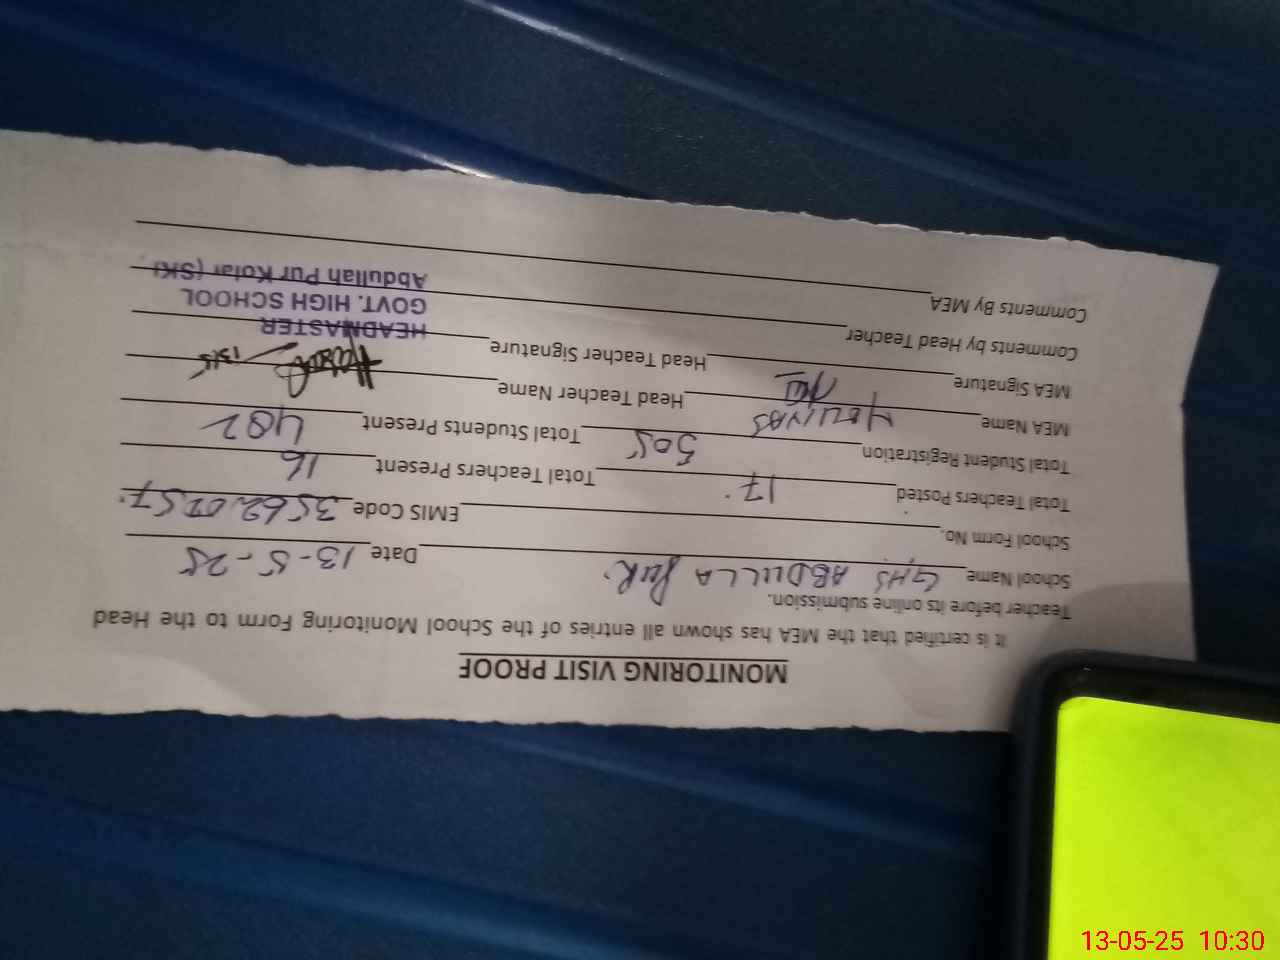 MONITORING VISIT PROOF
It is certified that the MEA has shown all entries of the School Monitoring Form to the Head
Teacher before its online submission.
School Name GHS ABDULLA PUR. Date 13-5-25
School Form No. EMIS Code 35620257.
Total Teachers Posted 17. Total Teachers Present 16
Total Student Registration 505 Total Students Present 402
MEA Name Head Teacher Name
MEA Signature Head Teacher Signature
HEADMASTER
Comments by Head Teacher GOVT. HIGH SCHOOL
Comments By MEA Abdullah Pur Kolar (SKP
13-05-25 10:30